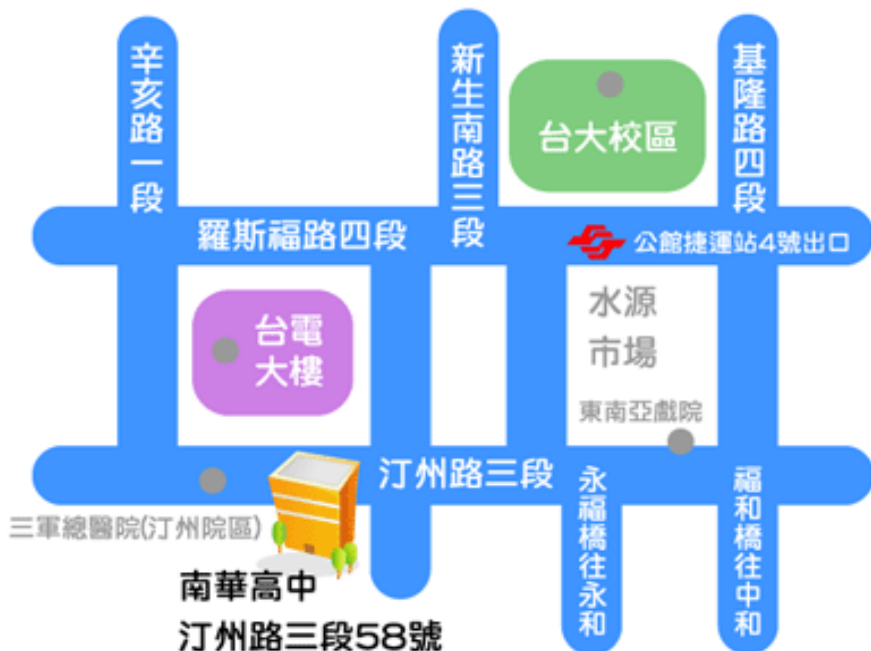 辛亥路一段
新生南路三段
基隆路四段
台大校區
羅斯福路四段
公館捷運站4號出口
台電
大樓
水源
市場
東南亞戲院
汀州路三段
三軍總醫院(汀州院區)
永福橋往永和
福和橋往中和
南華高中
汀州路三段58號